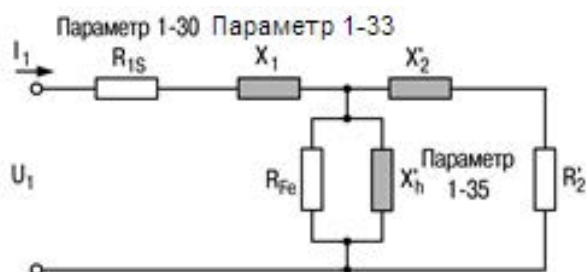 Параметр 1-30 Параметр 1-33
I₁
R₁S
X₁
X'₂
U₁
RFe
X'h
Параметр
1-35
R'₂